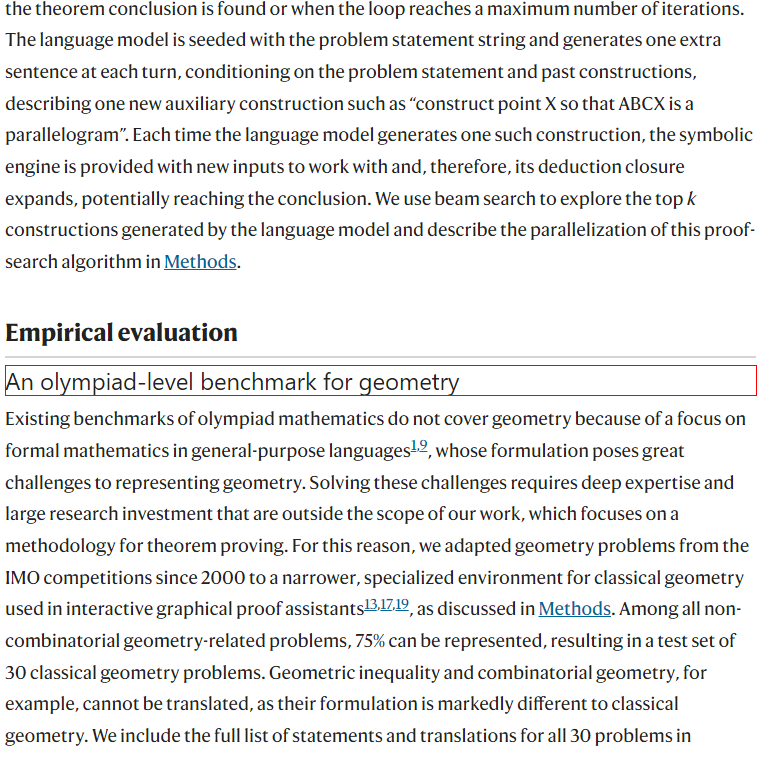 the theorem conclusion is found or when the loop reaches a maximum number of iterations.
The language model is seeded with the problem statement string and generates one extra
sentence at each turn, conditioning on the problem statement and past constructions,
describing one new auxiliary construction such as “construct point X so that ABCX is a
parallelogram”. Each time the language model generates one such construction, the symbolic
engine is provided with new inputs to work with and, therefore, its deduction closure
expands, potentially reaching the conclusion. We use beam search to explore the top k
constructions generated by the language model and describe the parallelization of this proof-
search algorithm in Methods.
Empirical evaluation
An olympiad-level benchmark for geometry
Existing benchmarks of olympiad mathematics do not cover geometry because of a focus on
formal mathematics in general-purpose languages1,9, whose formulation poses great
challenges to representing geometry. Solving these challenges requires deep expertise and
large research investment that are outside the scope of our work, which focuses on a
methodology for theorem proving. For this reason, we adapted geometry problems from the
IMO competitions since 2000 to a narrower, specialized environment for classical geometry
used in interactive graphical proof assistants13,17,19, as discussed in Methods. Among all non-
combinatorial geometry-related problems, 75% can be represented, resulting in a test set of
30 classical geometry problems. Geometric inequality and combinatorial geometry, for
example, cannot be translated, as their formulation is markedly different to classical
geometry. We include the full list of statements and translations for all 30 problems in